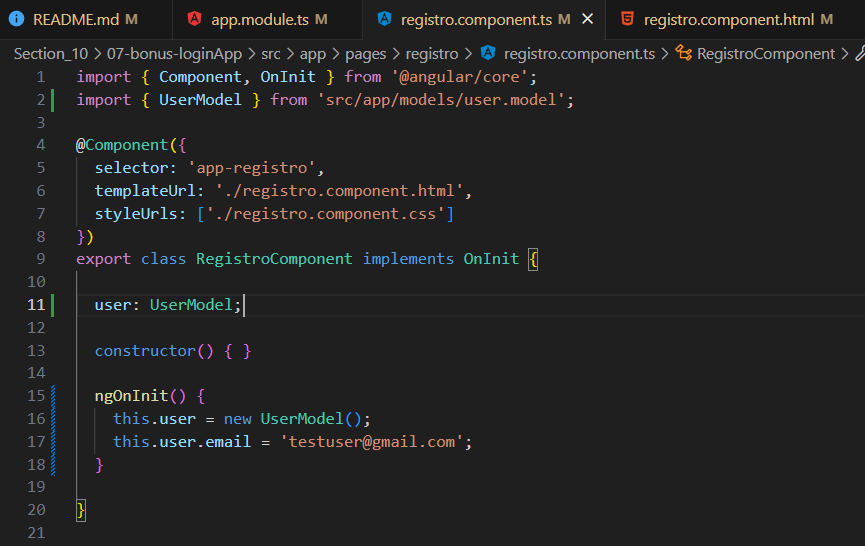 README.md M app.module.ts M registro.component.ts M × registro.component.html M
Section_10 > 07-bonus-loginApp > src > app > pages > registro > registro.component.ts > RegistroComponent >
1 import { Component, OnInit } from '@angular/core';
2 import { UserModel } from 'src/app/models/user.model';
3
4 @Component({
5   selector: 'app-registro',
6   templateUrl: './registro.component.html',
7   styleUrls: ['./registro.component.css']
8 })
9 export class RegistroComponent implements OnInit {
10
11   user: UserModel;
12
13   constructor() { }
14
15   ngOnInit() {
16     this.user = new UserModel();
17     this.user.email = 'testuser@gmail.com';
18   }
19
20 }
21